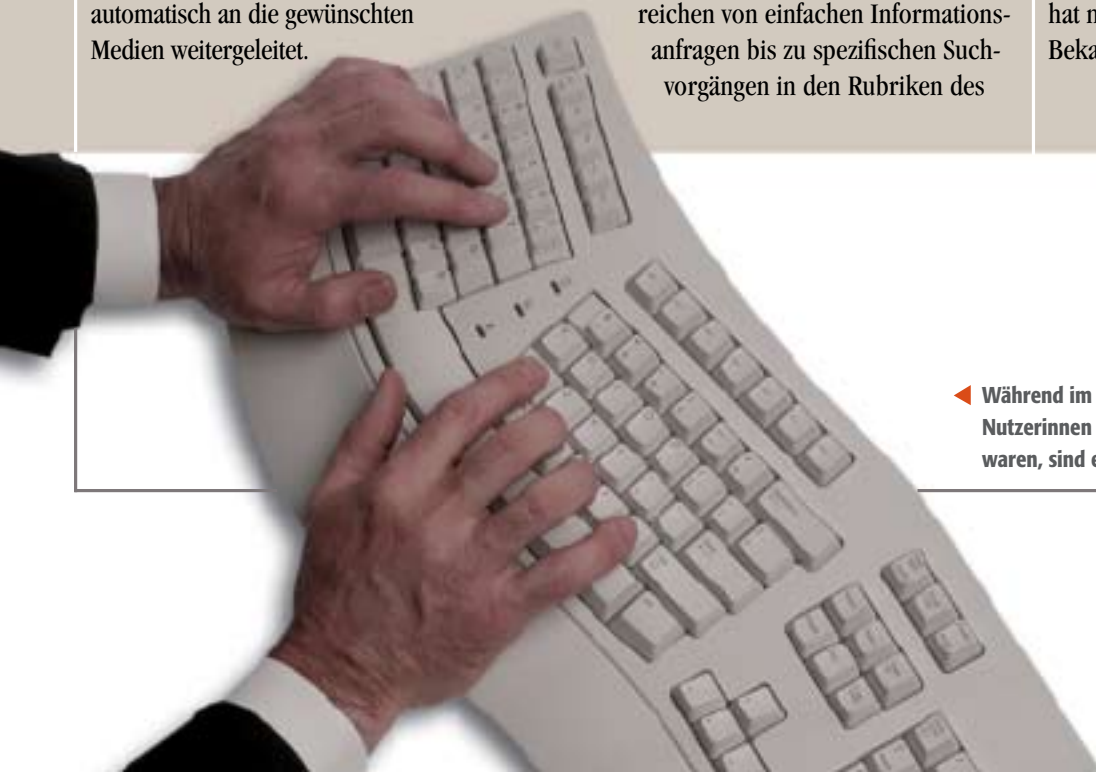 automatisch an die gewünschten
Medien weitergeleitet.
reichen von einfachen Informations-
anfragen bis zu spezifischen Such-
vorgängen in den Rubriken des
hat
◀ Während im
Nutzerinnen
waren, sind